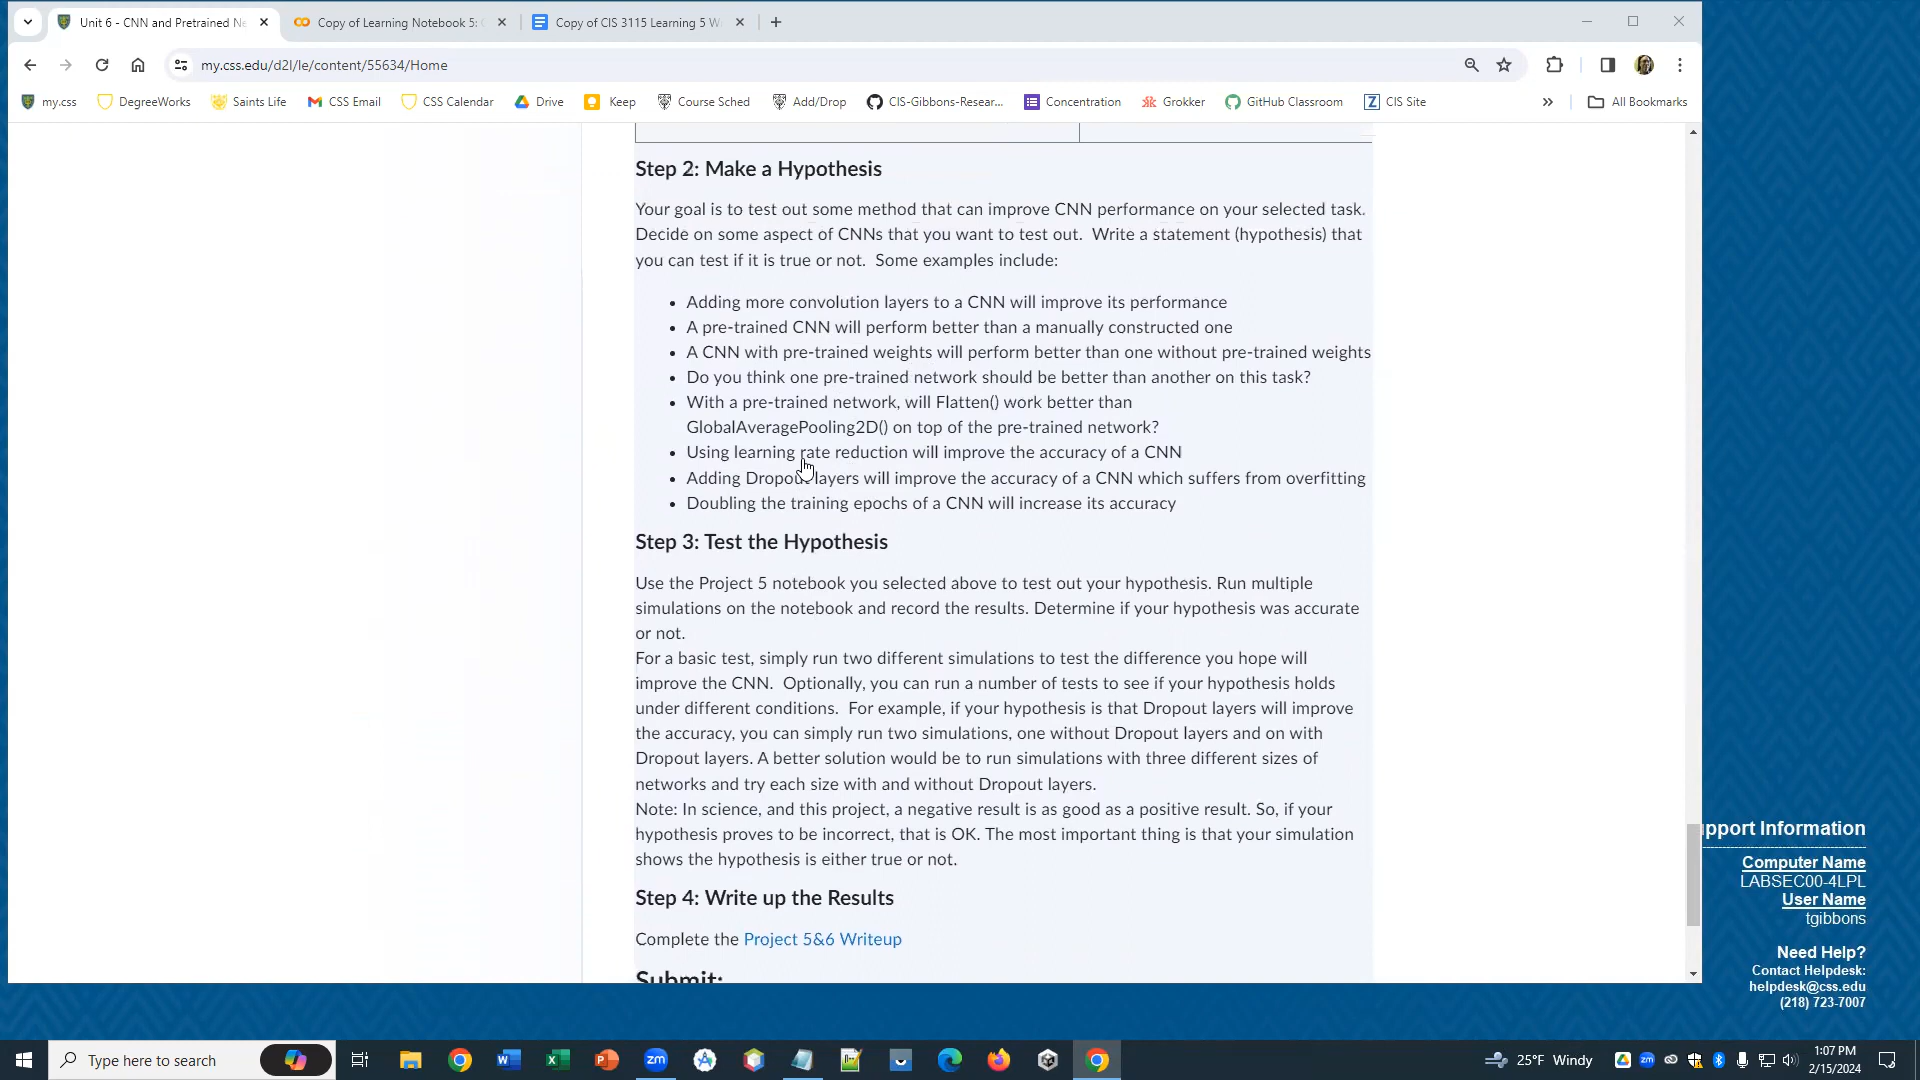 Unit 6 - CNN and Pretrained Ne
Copy of Learning Notebook 5:
Copy of CIS 3115 Learning 5 W
my.css.edu/d2l/le/content/55634/Home
my.css
DegreeWorks
Saints Life
CSS Email
CSS Calendar
Drive
Keep
Course Sched
Add/Drop
CIS-Gibbons-Resear...
Concentration
Grokker
GitHub Classroom
CIS Site
All Bookmarks
Step 2: Make a Hypothesis
Your goal is to test out some method that can improve CNN performance on your selected task.
Decide on some aspect of CNNs that you want to test out. Write a statement (hypothesis) that
you can test if it is true or not. Some examples include:
• Adding more convolution layers to a CNN will improve its performance
• A pre-trained CNN will perform better than a manually constructed one
• A CNN with pre-trained weights will perform better than one without pre-trained weights
• Do you think one pre-trained network should be better than another on this task?
• With a pre-trained network, will Flatten() work better than
GlobalAveragePooling2D() on top of the pre-trained network?
• Using learning rate reduction will improve the accuracy of a CNN
• Adding Dropout layers will improve the accuracy of a CNN which suffers from overfitting
• Doubling the training epochs of a CNN will increase its accuracy
Step 3: Test the Hypothesis
Use the Project 5 notebook you selected above to test out your hypothesis. Run multiple
simulations on the notebook and record the results. Determine if your hypothesis was accurate
or not.
For a basic test, simply run two different simulations to test the difference you hope will
improve the CNN. Optionally, you can run a number of tests to see if your hypothesis holds
under different conditions. For example, if your hypothesis is that Dropout layers will improve
the accuracy, you can simply run two simulations, one without Dropout layers and on with
Dropout layers. A better solution would be to run simulations with three different sizes of
networks and try each size with and without Dropout layers.
Note: In science, and this project, a negative result is as good as a positive result. So, if your
hypothesis proves to be incorrect, that is OK. The most important thing is that your simulation
shows the hypothesis is either true or not.
Step 4: Write up the Results
Complete the Project 5&6 Writeup
Submit:
pport Information
Computer Name
LABSEC00-4LPL
User Name
tgibbons
Need Help?
Contact Helpdesk:
helpdesk@css.edu
(218) 723-7007
Type here to search
zm
25°F Windy
1:07 PM
2/15/2024